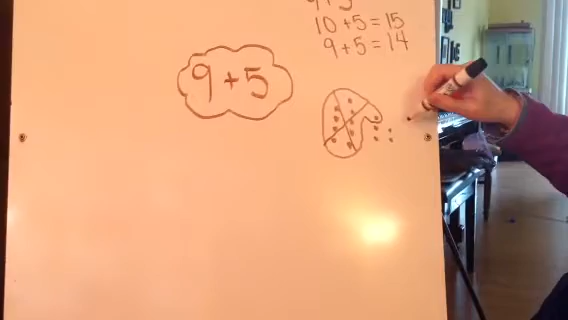 10 + 5 = 15
9 + 5 = 14
9 + 5